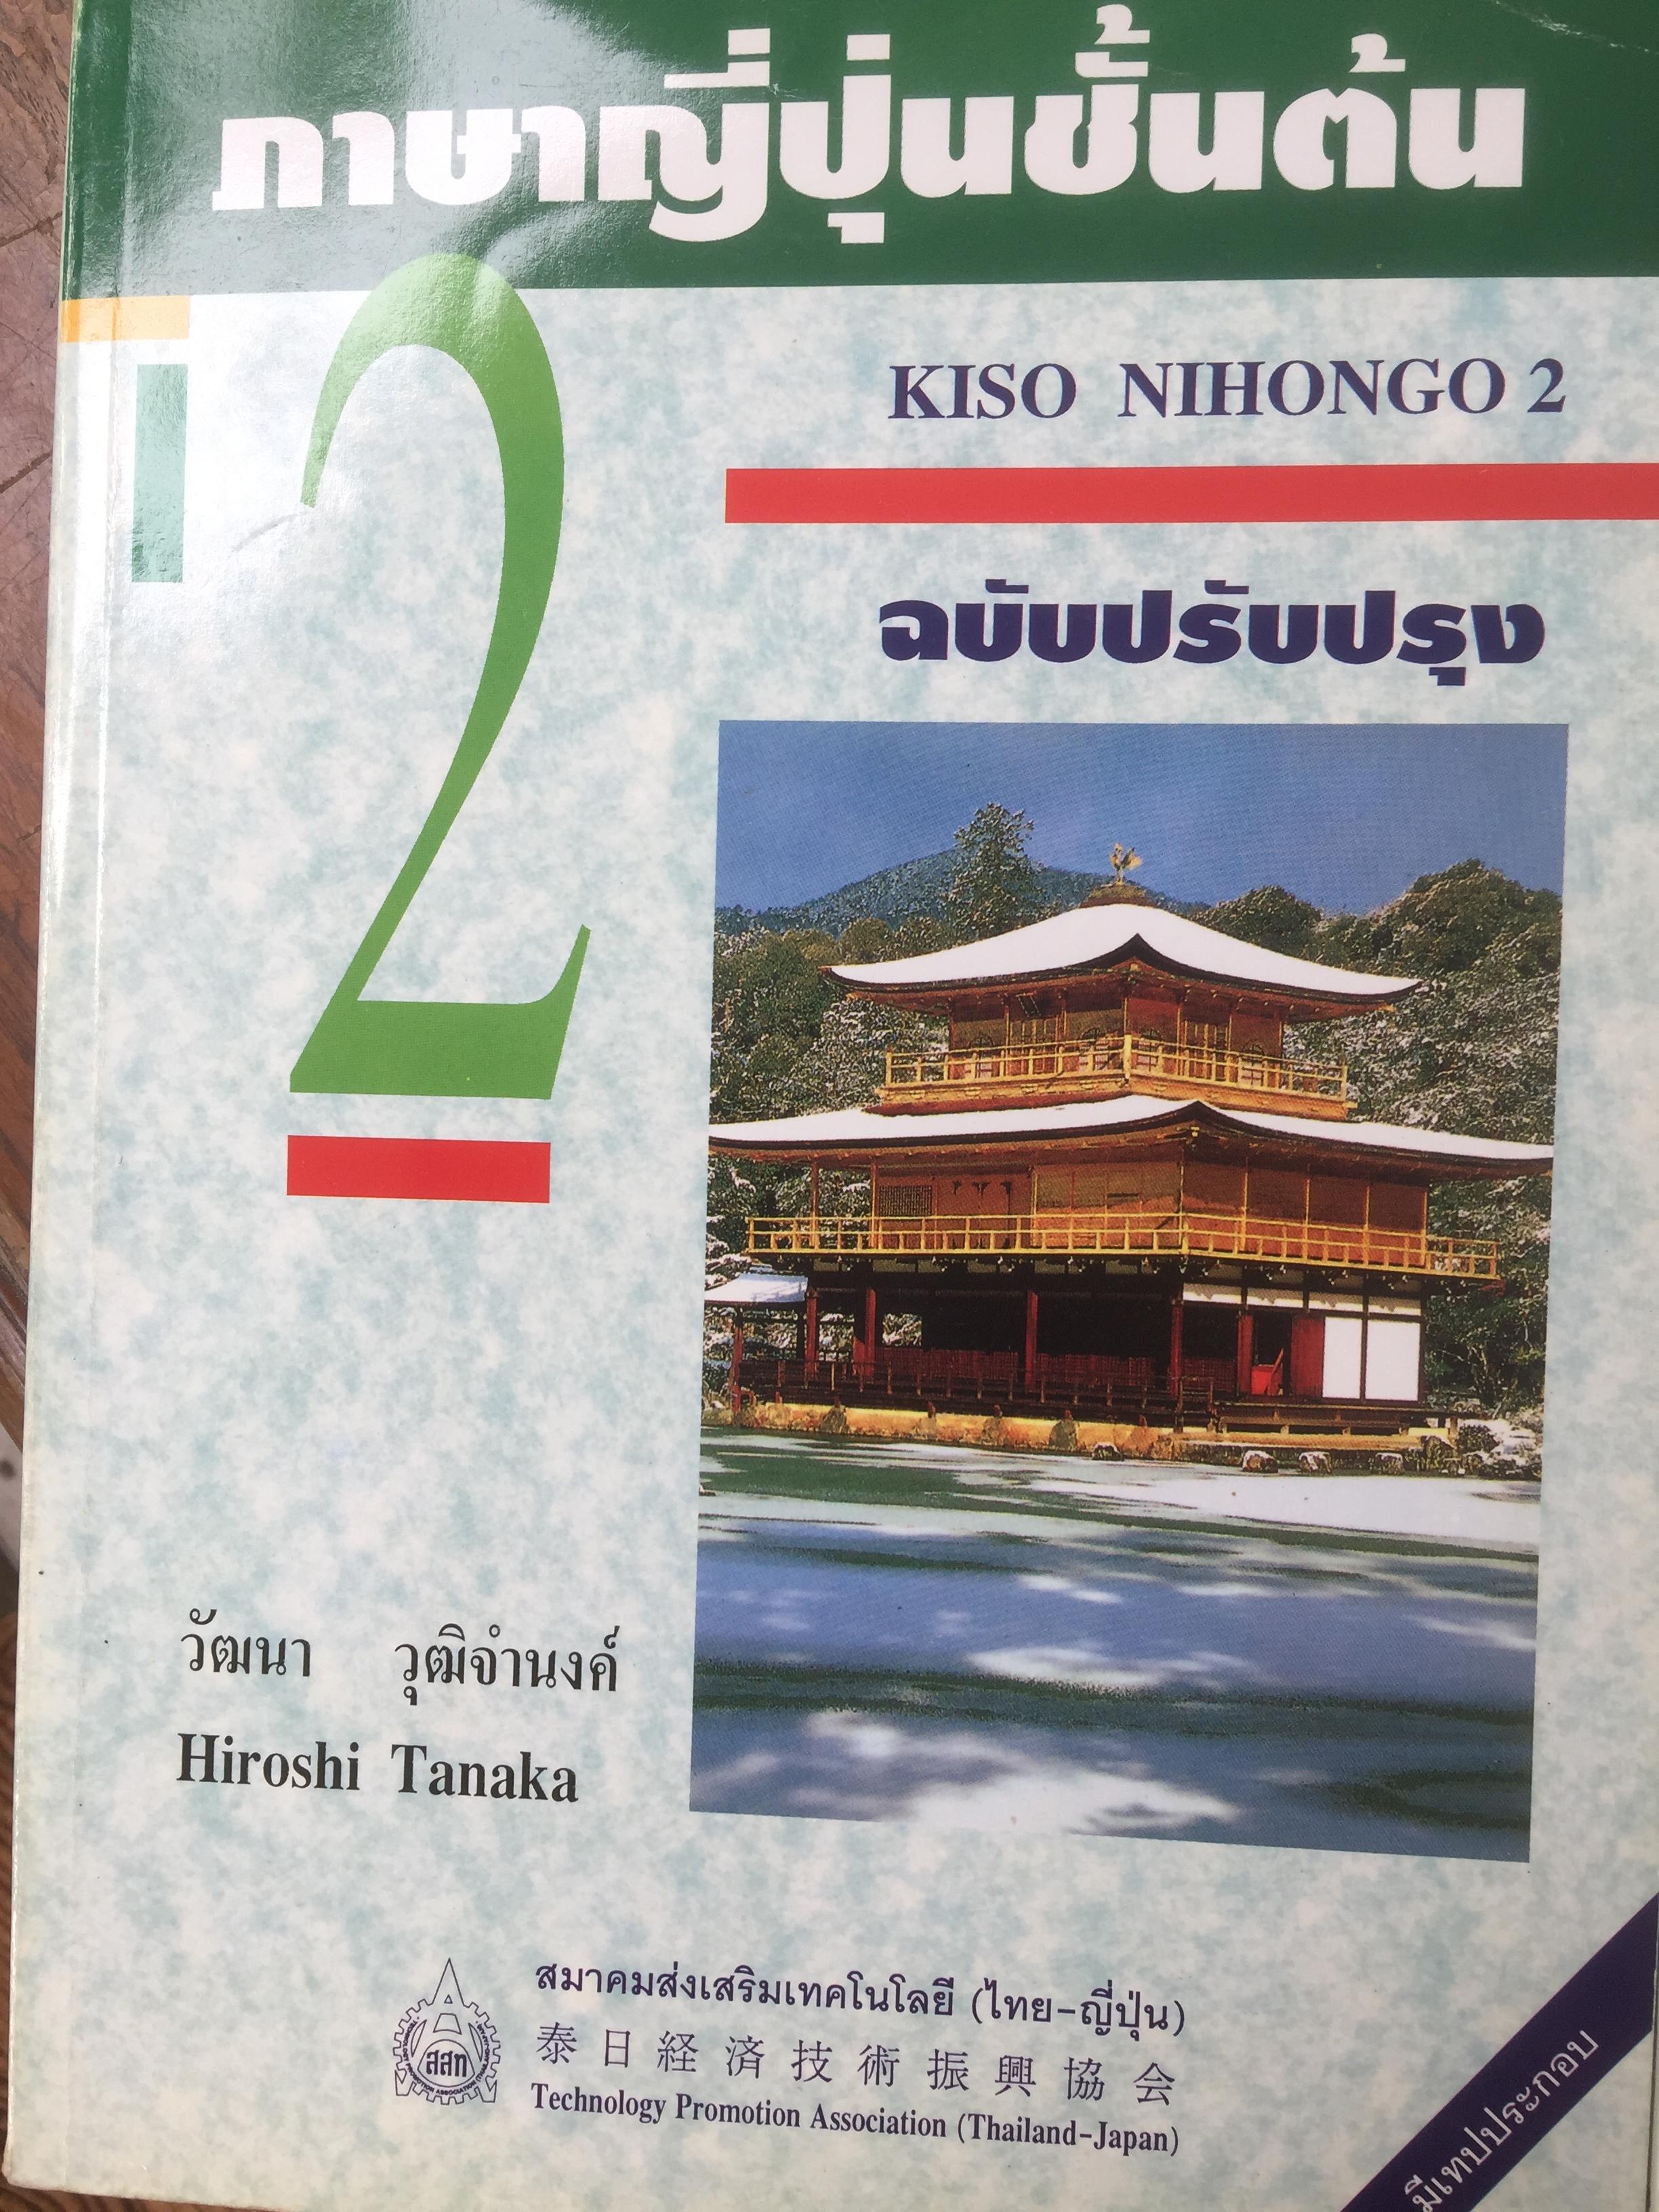 ภาษาญี่ปุ่นชั้นต้น
2
KISO NIHONGO 2
ฉบับปรับปรุง
วัฒนา วุฒิจำนงค์
Hiroshi Tanaka
สสท
สมาคมส่งเสริมเทคโนโลยี (ไทย-ญี่ปุ่น)
泰日経済技術振興協会
Technology Promotion Association (Thailand-Japan)
มีเทปประกอบ